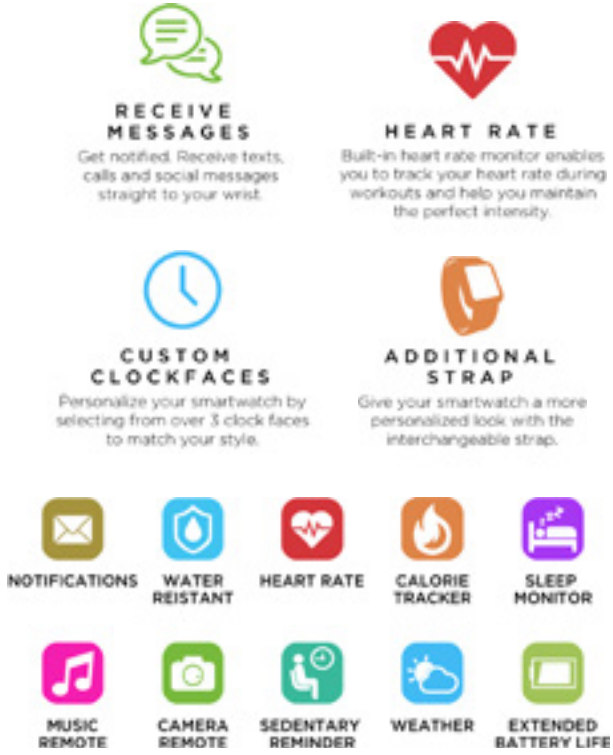 RECEIVE
MESSAGES
Get notified. Receive texts,
calls and social messages
straight to your wrist.
HEART RATE
Built-in heart rate monitor enables
you to track your heart rate during
workouts and help you maintain
the perfect intensity.
CUSTOM
CLOCKFACES
Personalize your smartwatch by
selecting from over 3 clock faces
to match your style.
ADDITIONAL
STRAP
Give your smartwatch a more
personalized look with the
interchangeable strap.
NOTIFICATIONS
WATER
REISTANT
HEART RATE
CALORIE
TRACKER
SLEEP
MONITOR
MUSIC
REMOTE
CAMERA
REMOTE
SEDENTARY
REMINDER
WEATHER
EXTENDED
BATTERY LIFE